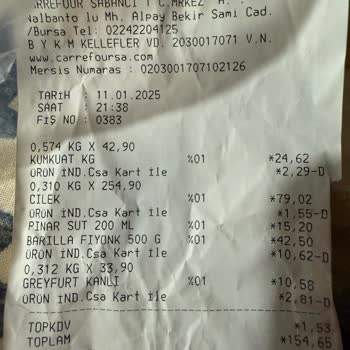 CARREFOUR SABANCI T C.MRKEZ A.
Nalbanto lu Mh. Alpay Bekir Sami Cad.
/Bursa Tel: 02242204125
B Y K M KELLEFLER VD. 2030017071 V.N.
www.carrefoursa.com
Mersis Numaras : 0203001707102126
TARİH : 11.01.2025
SAAT : 21:38
FİŞ NO : 0383
0,574 KG X 42,90
KUMKUAT KG %01 *24,62
ÜRÜN İND.Csa Kart ile *2,29-D
0,310 KG X 254,90
ÇİLEK %01 *79,02
ÜRÜN İND.Csa Kart ile *1,55-D
PINAR SUT 200 ML %01 *15,20
BARILLA FIYONK 500 G %01 *42,50
ÜRÜN İND.Csa Kart ile *10,62-D
0,312 KG X 33,90
GREYFURT KANLI %01 *10,58
ÜRÜN İND.Csa Kart ile *2,81-D
TOPKDV *1,53
TOPLAM *154,65